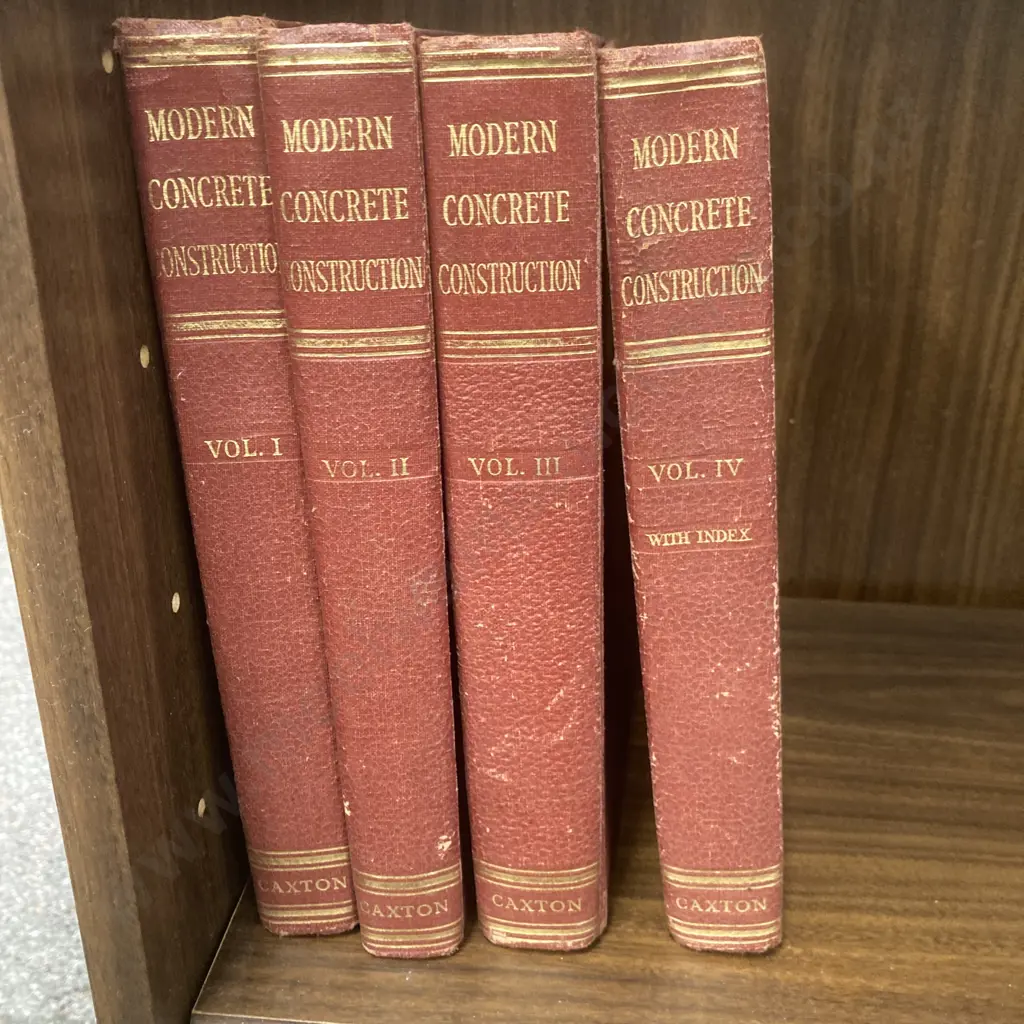 MODERN
CONCRETE
CONSTRUCTIO
VOL. I
CAXTON
MODERN
CONCRETE
CONSTRUCTION
VOL. II
CAXTON
MODERN
CONCRETE
CONSTRUCTION
VOL. III
CAXTON
MODERN
CONCRETE
CONSTRUCTION
VOL. IV
WITH INDEX
CAXTON